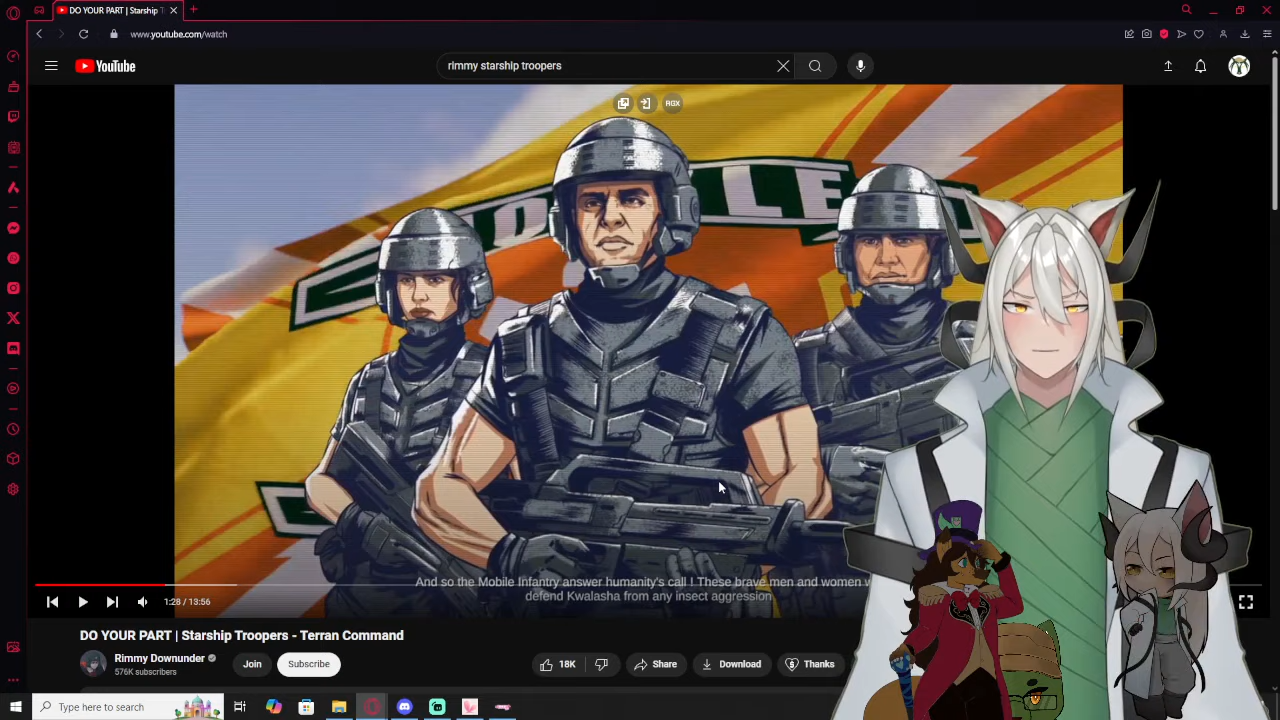 DO YOUR PART | Starship T
www.youtube.com/watch
YouTube
rimmy starship troopers
RGX
And so the Mobile Infantry answer humanity's call ! These brave men and women w
defend Kwalasha from any insect aggression
1:28 / 13:56
DO YOUR PART | Starship Troopers - Terran Command
Rimmy Downunder
576K subscribers
Join
Subscribe
18K
Share
Download
Thanks
Type here to search